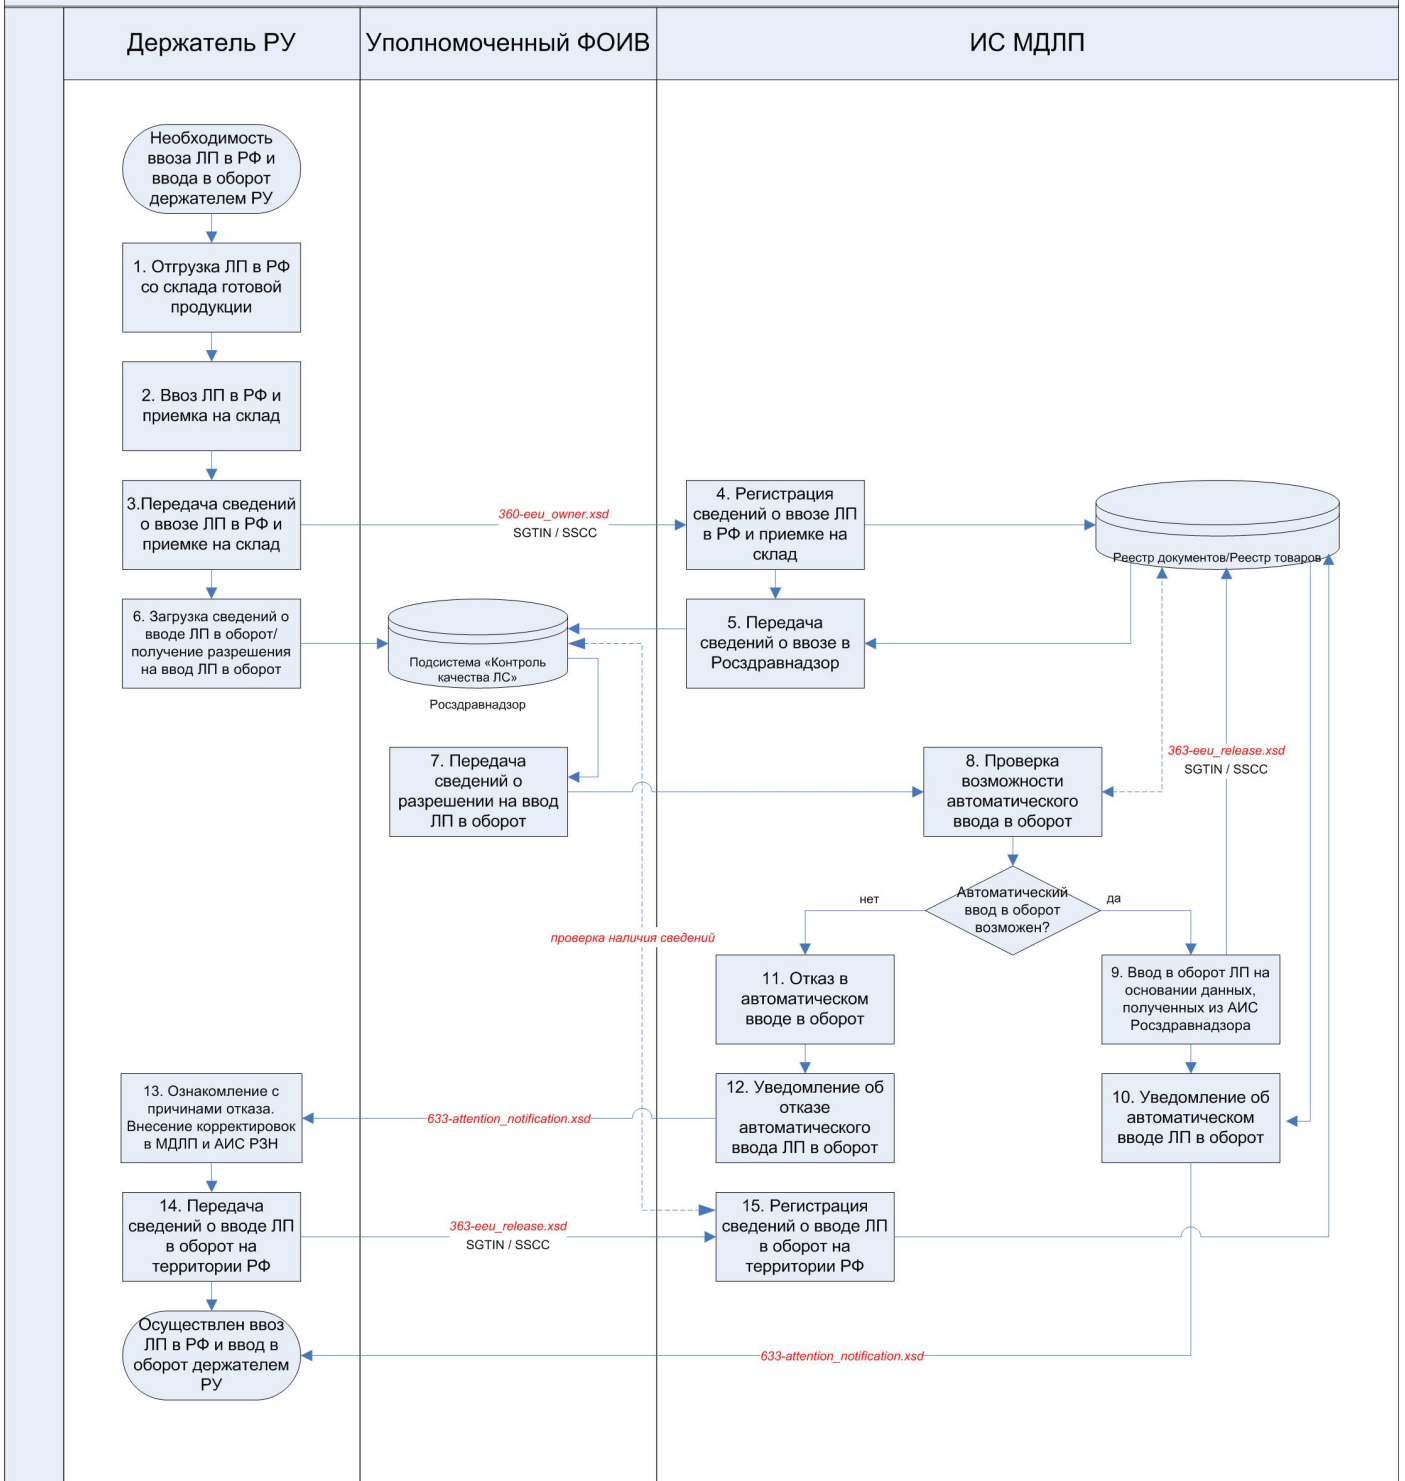 Держатель РУ
Уполномоченный ФОИВ
ИС МДЛП
Необходимость
ввоза ЛП в РФ и
ввода в оборот
держателем РУ
1. Отгрузка ЛП в РФ
со склада готовой
продукции
2. Ввоз ЛП в РФ и
приемка на склад
3.Передача сведений
о ввозе ЛП в РФ и
приемке на склад
360-eeu_owner.xsd
SGTIN / SSCC
4. Регистрация
сведений о ввозе ЛП
в РФ и приемке на
склад
Реестр документов/Реестр товаров
6. Загрузка сведений о
вводе ЛП в оборот/
получение разрешения
на ввод ЛП в оборот
Подсистема «Контроль
качества ЛС»
Росздравнадзор
5. Передача
сведений о ввозе в
Росздравнадзор
7. Передача
сведений о
разрешении на ввод
ЛП в оборот
8. Проверка
возможности
автоматического
ввода в оборот
363-eeu_release.xsd
SGTIN / SSCC
Автоматический
ввод в оборот
возможен?
нет
да
проверка наличия сведений
11. Отказ в
автоматическом
вводе в оборот
9. Ввод в оборот ЛП на
основании данных,
полученных из АИС
Росздравнадзора
13. Ознакомление с
причинами отказа.
Внесение корректировок
в МДЛП и АИС РЗН
633-attention_notification.xsd
12. Уведомление об
отказе
автоматического
ввода ЛП в оборот
10. Уведомление об
автоматическом
вводе ЛП в оборот
14. Передача
сведений о вводе ЛП
в оборот на
территории РФ
363-eeu_release.xsd
SGTIN / SSCC
15. Регистрация
сведений о вводе ЛП
в оборот на
территории РФ
Осуществлен ввоз
ЛП в РФ и ввод в
оборот держателем
РУ
633-attention_notification.xsd